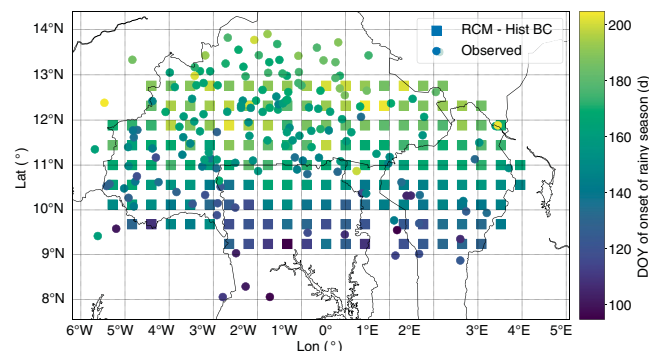 14°N
13°N
12°N
11°N
10°N
9°N
8°N
Lat (°)
6°W 5°W 4°W 3°W 2°W 1°W 0° 1°E 2°E 3°E 4°E 5°E
Lon (°)
RCM - Hist BC
Observed
200
180
160
140
120
100
DOY of onset of rainy season (d)